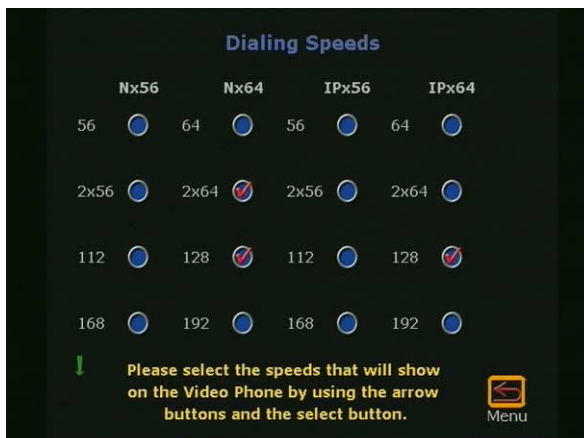 Dialing Speeds
Nx56 Nx64 IPx56 IPx64
56 64 56 64
2x56 2x64 2x56 2x64
112 128 112 128
168 192 168 192
! Please select the speeds that will show
on the Video Phone by using the arrow
buttons and the select button.
Menu